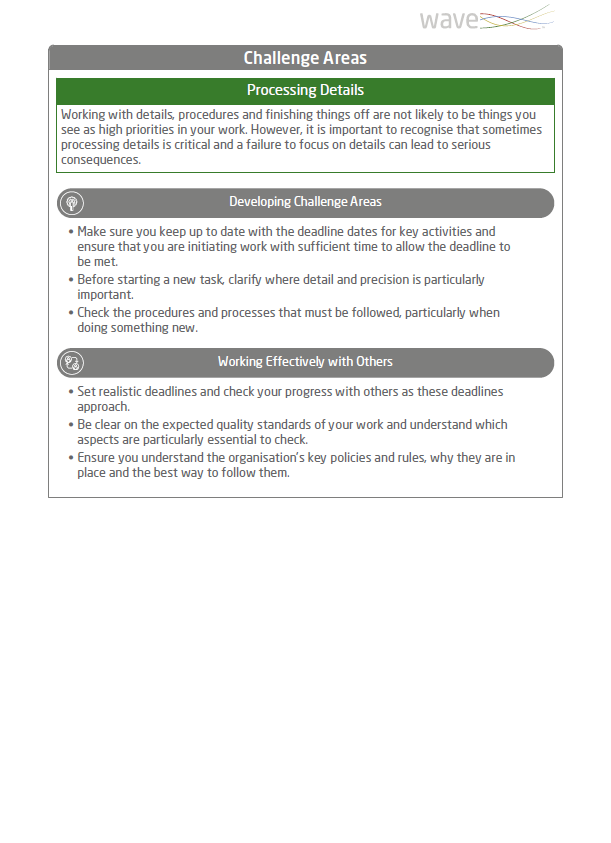 wave
Challenge Areas
Processing Details
Working with details, procedures and finishing things off are not likely to be things you
see as high priorities in your work. However, it is important to recognise that sometimes
processing details is critical and a failure to focus on details can lead to serious
consequences.
Developing Challenge Areas
• Make sure you keep up to date with the deadline dates for key activities and
ensure that you are initiating work with sufficient time to allow the deadline to
be met.
• Before starting a new task, clarify where detail and precision is particularly
important.
• Check the procedures and processes that must be followed, particularly when
doing something new.
Working Effectively with Others
• Set realistic deadlines and check your progress with others as these deadlines
approach.
• Be clear on the expected quality standards of your work and understand which
aspects are particularly essential to check.
• Ensure you understand the organisation's key policies and rules, why they are in
place and the best way to follow them.